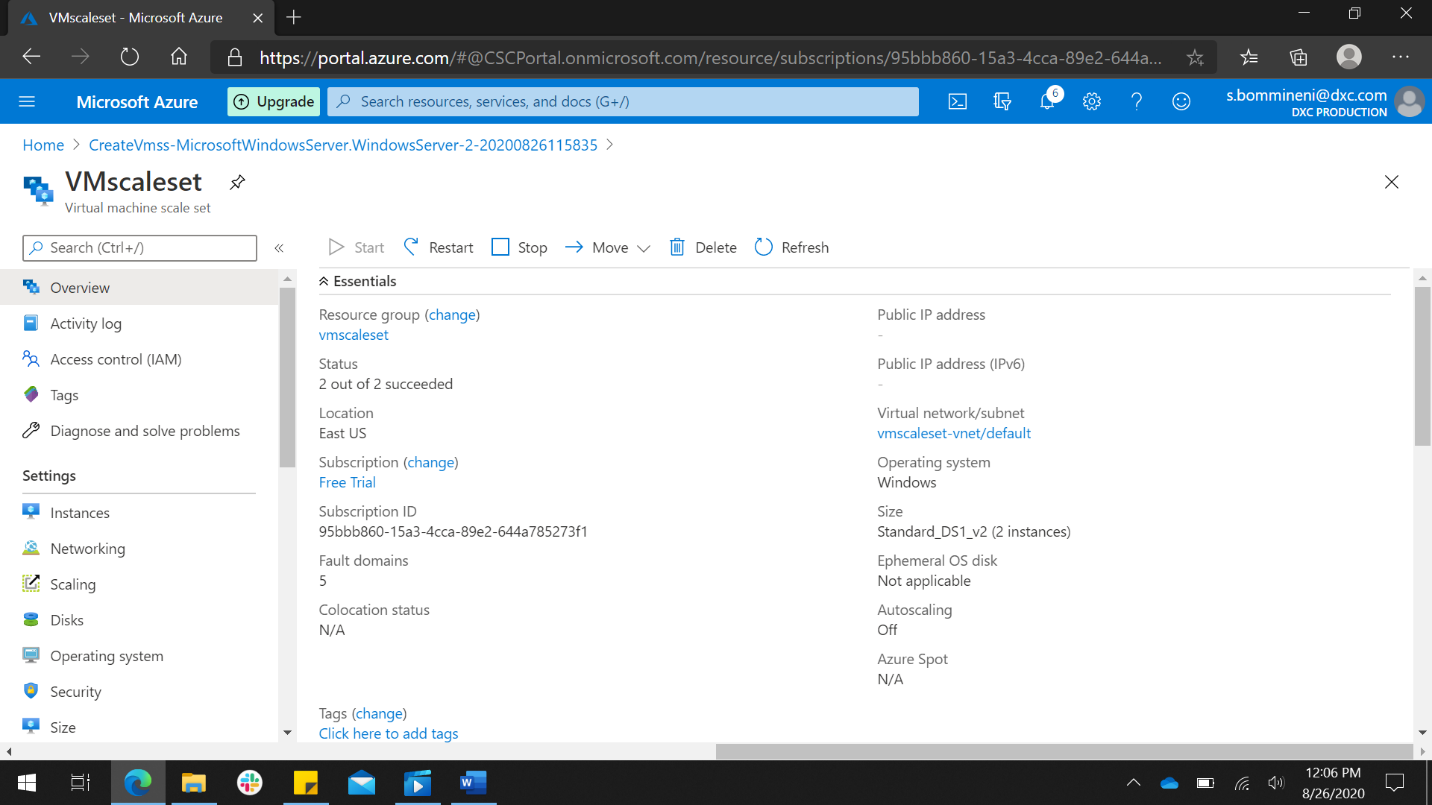 VMscaleset - Microsoft Azure
https://portal.azure.com/#@CSCPortal.onmicrosoft.com/resource/subscriptions/95bbb860-15a3-4cca-89e2-644a...
Microsoft Azure
Upgrade
Search resources, services, and docs (G+/)
6
s.bommineni@dxc.com
DXC PRODUCTION
Home > CreateVmss-MicrosoftWindowsServer.WindowsServer-2-20200826115835 >
VMscaleset
Virtual machine scale set
Search (Ctrl+/)
«
Start
Restart
Stop
Move
Delete
Refresh
Overview
Activity log
Access control (IAM)
Tags
Diagnose and solve problems
Settings
Instances
Networking
Scaling
Disks
Operating system
Security
Size
Essentials
Resource group (change)
vmscaleset
Status
2 out of 2 succeeded
Location
East US
Subscription (change)
Free Trial
Subscription ID
95bbb860-15a3-4cca-89e2-644a785273f1
Fault domains
5
Colocation status
N/A
Public IP address
-
Public IP address (IPv6)
-
Virtual network/subnet
vmscaleset-vnet/default
Operating system
Windows
Size
Standard_DS1_v2 (2 instances)
Ephemeral OS disk
Not applicable
Autoscaling
Off
Azure Spot
N/A
Tags (change)
Click here to add tags
12:06 PM
8/26/2020